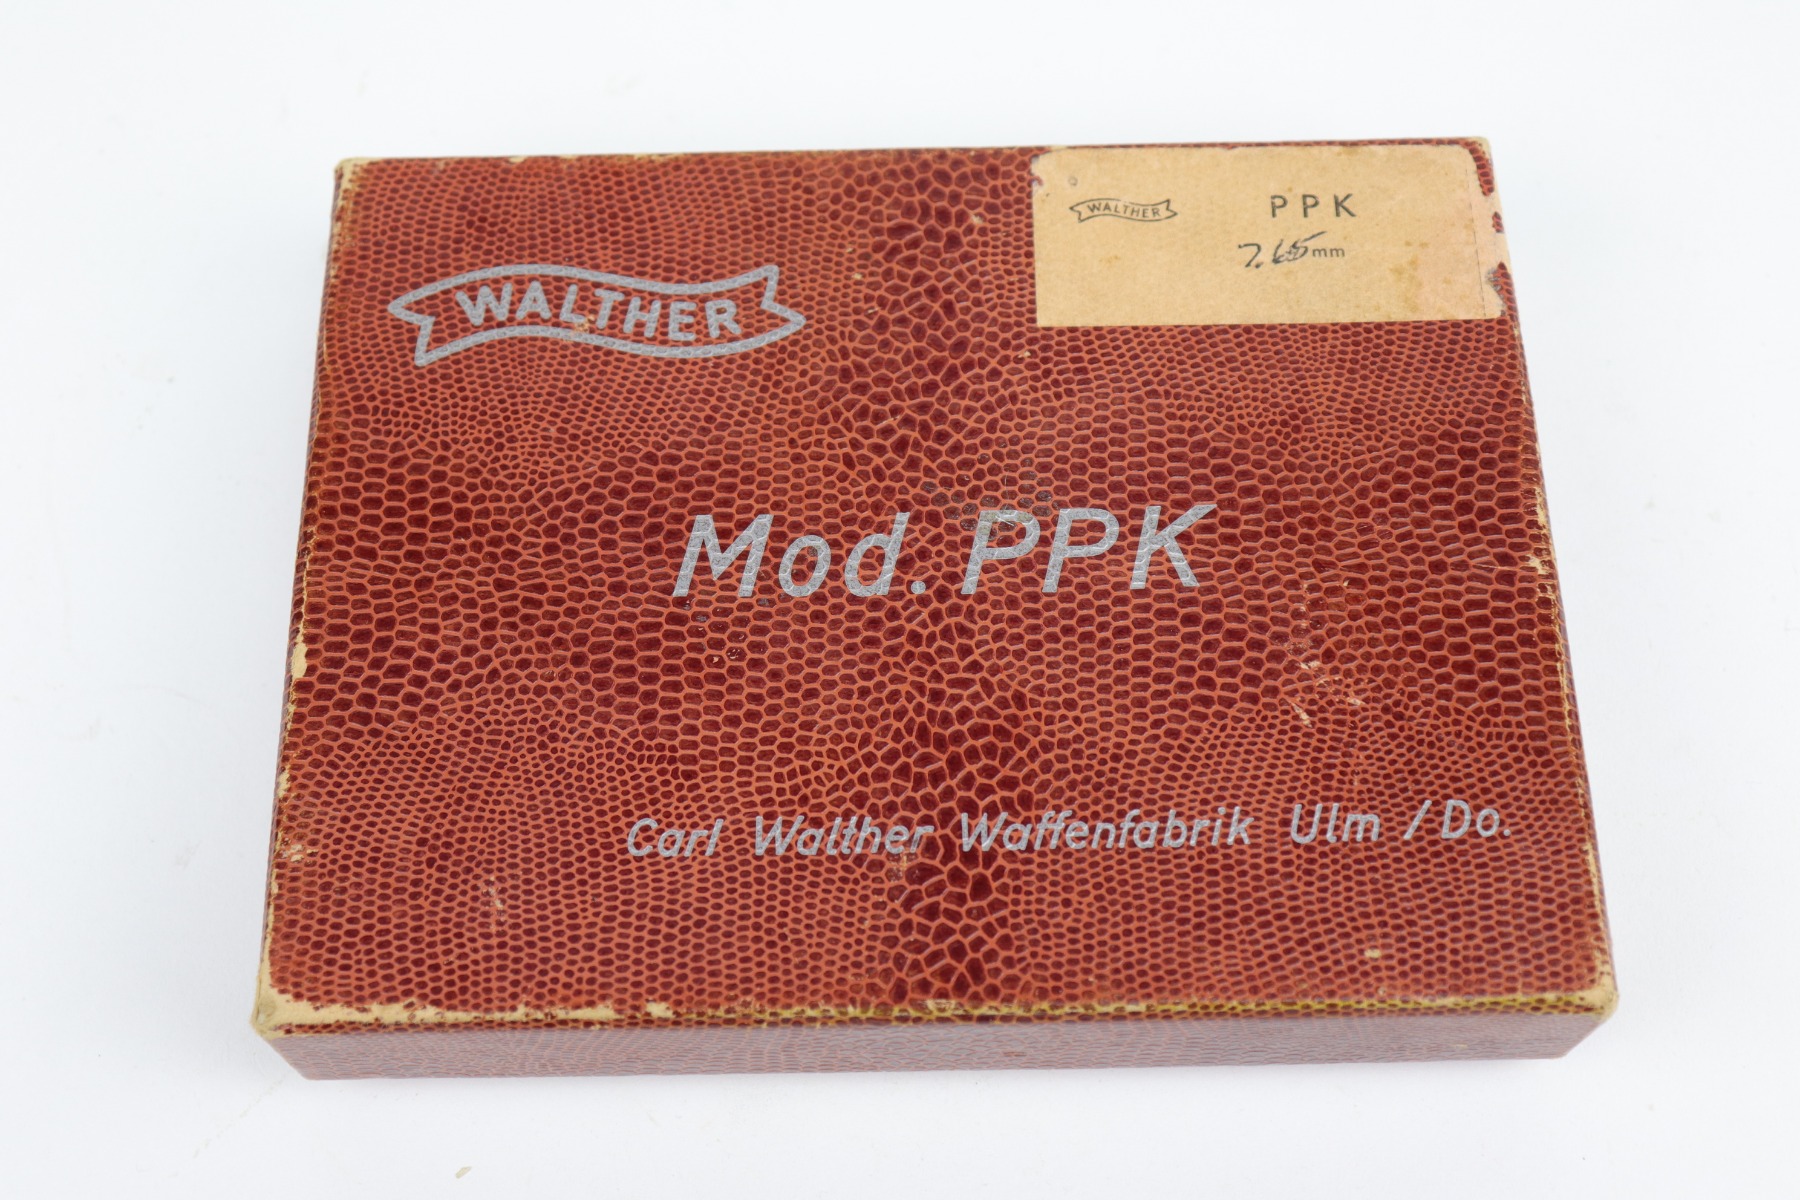 WALTHER
PPK
7.65mm
WALTHER
Mod. PPK
Carl Walther Waffenfabrik Ulm / Do.